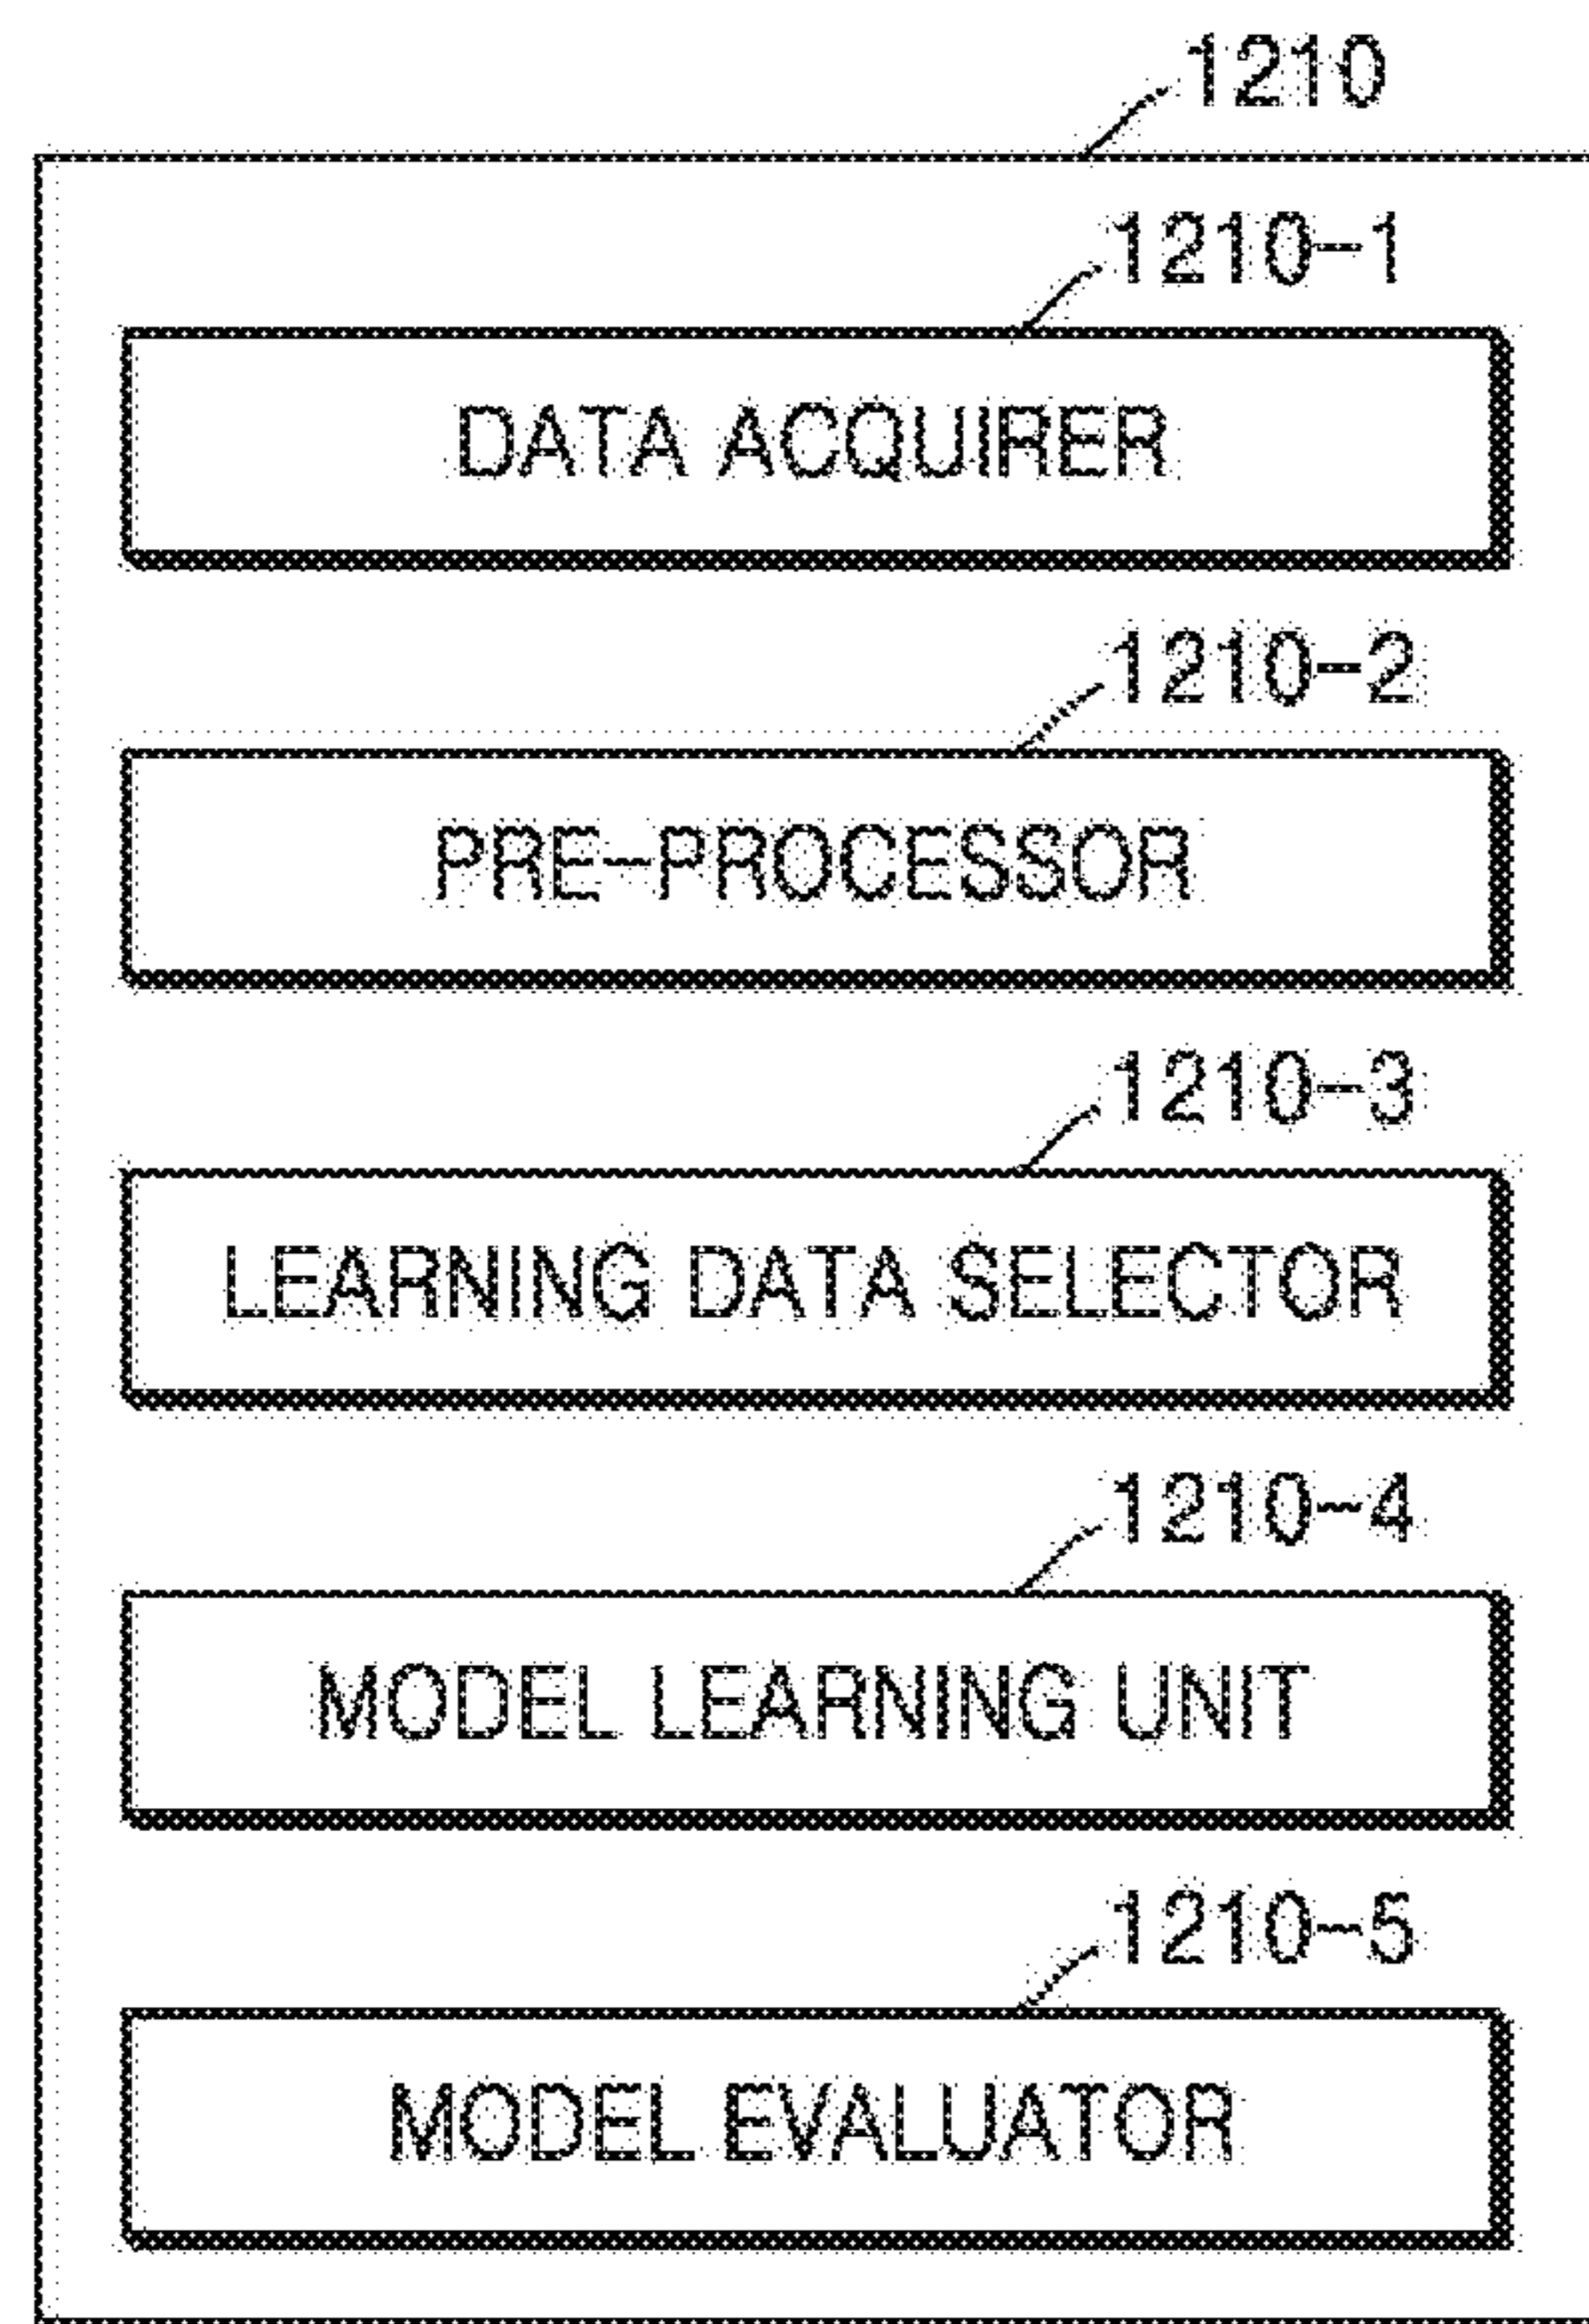 1210
1210-1
DATA ACQUIRER
1210-2
PRE-PROCESSOR
1210-3
LEARNING DATA SELECTOR
1210-4
MODEL LEARNING UNIT
1210-5
MODEL EVALUATOR